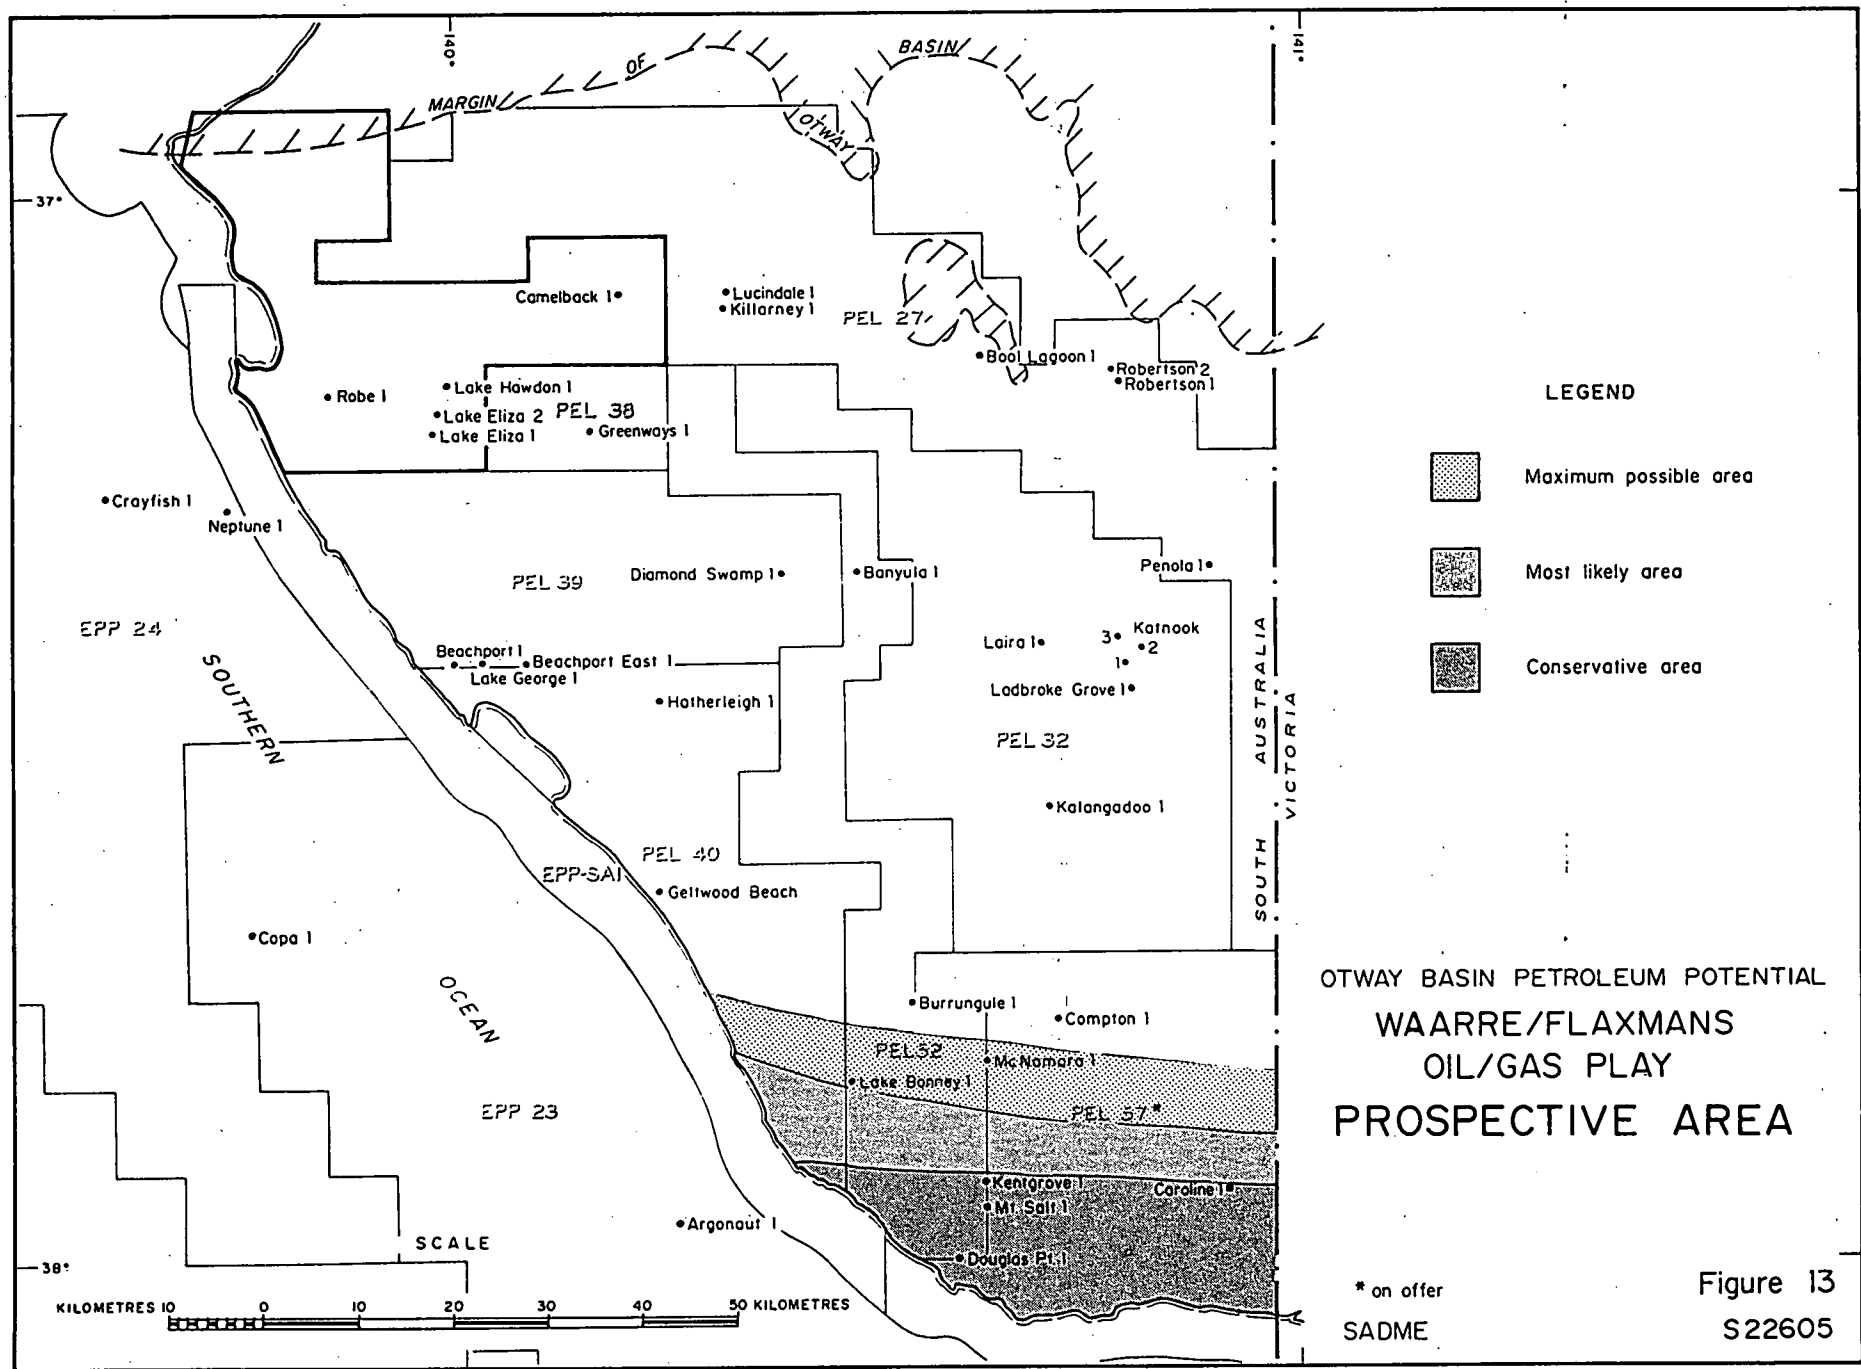 140°
141°
MARGIN
OF
OTWAY
BASIN
37°
Camelback 1
Lucindale 1
Killarney 1
PEL 27
Bool Lagoon 1
Robertson 2
Robertson 1
Robe 1
Lake Hawdon 1
Lake Eliza 2
Lake Eliza 1
PEL 38
Greenways 1
Crayfish 1
Neptune 1
PEL 39
Diamond Swamp 1
Banyula 1
Penola 1
EPP 24
SOUTHERN
OCEAN
Beachport 1
Lake George 1
Beachport East 1
Hatherleigh 1
Laira 1
3
Katnook
2
1
Ladbroke Grove 1
PEL 32
Kalangadoo 1
SOUTH AUSTRALIA
VICTORIA
PEL 40
EPP-SA1
Geltwood Beach
Copa 1
Burrungule 1
Compton 1
PEL32
McNamara 1
Lake Bonney 1
PEL 57*
EPP 23
Kentgrove 1
Caroline 1
Mt. Salt 1
Argonaut 1
Douglas Pt. 1
38°
SCALE
KILOMETRES 10 0 10 20 30 40 50 KILOMETRES
LEGEND
Maximum possible area
Most likely area
Conservative area
OTWAY BASIN PETROLEUM POTENTIAL
WAARRE/FLAXMANS
OIL/GAS PLAY
PROSPECTIVE AREA
* on offer
SADME
Figure 13
S22605